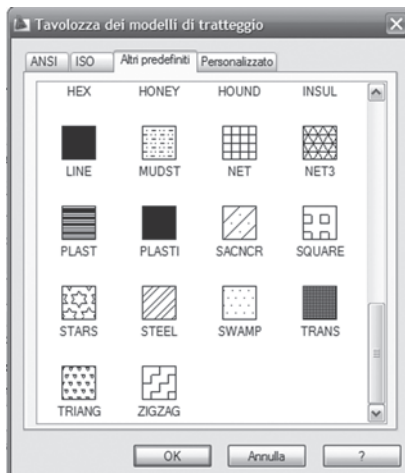 Tavolozza dei modelli di tratteggio
ANSI ISO Altri predefiniti Personalizzato
HEX HONEY HOUND INSUL
LINE MUDST NET NET3
PLAST PLASTI SACNCR SQUARE
STARS STEEL SWAMP TRANS
TRIANG ZIGZAG
OK Annulla ?